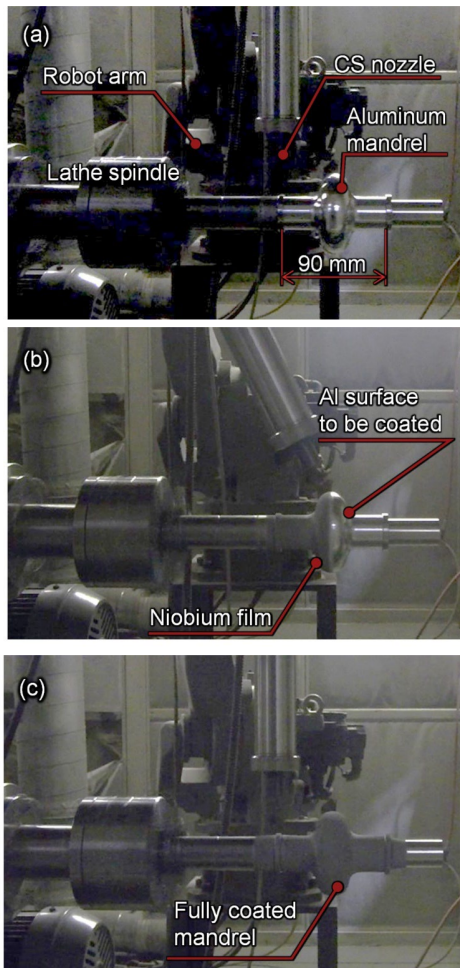 (a)
Robot arm
CS nozzle
Aluminum
mandrel
Lathe spindle
90 mm
(b)
Al surface
to be coated
Niobium film
(c)
Fully coated
mandrel